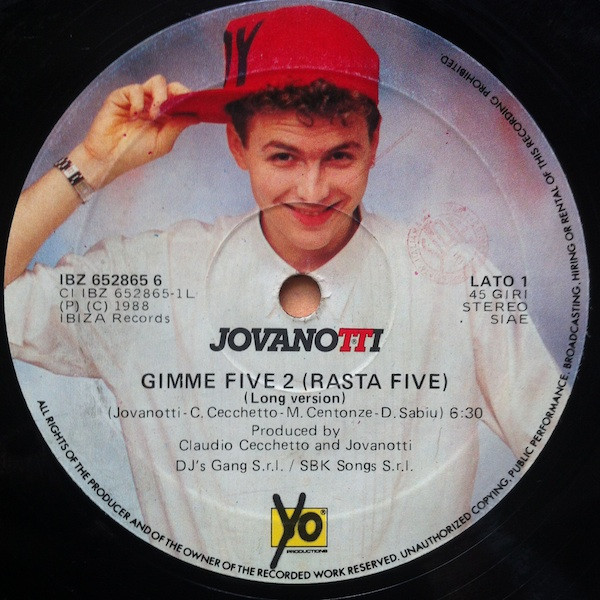 IBZ 652865 6
CI IBZ 652865-1L
(P) (C) 1988
IBIZA Records
LATO 1
45 GIRI
STEREO
SIAE
JOVANOTTI
GIMME FIVE 2 (RASTA FIVE)
(Long version)
(Jovanotti-C. Cecchetto-M. Centonze-D. Sabiu) 6:30
Produced by
Claudio Cecchetto and Jovanotti
DJ's Gang S.r.l. / SBK Songs S.r.l.
Yo®
PRODUCTIONS
ALL RIGHTS OF THE PRODUCER AND OF THE OWNER OF THE RECORDED WORK RESERVED. UNAUTHORIZED COPYING, PUBLIC PERFORMANCE, BROADCASTING, HIRING OR RENTAL OF THIS RECORDING PROHIBITED.